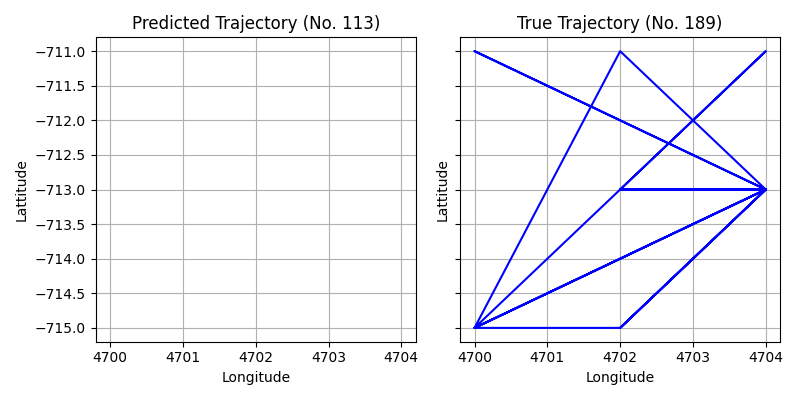 Predicted Trajectory (No. 113)
True Trajectory (No. 189)
Lattitude
−711.0
−711.5
−712.0
−712.5
−713.0
−713.5
−714.0
−714.5
−715.0
4700 4701 4702 4703 4704
Longitude
Lattitude
4700 4701 4702 4703 4704
Longitude